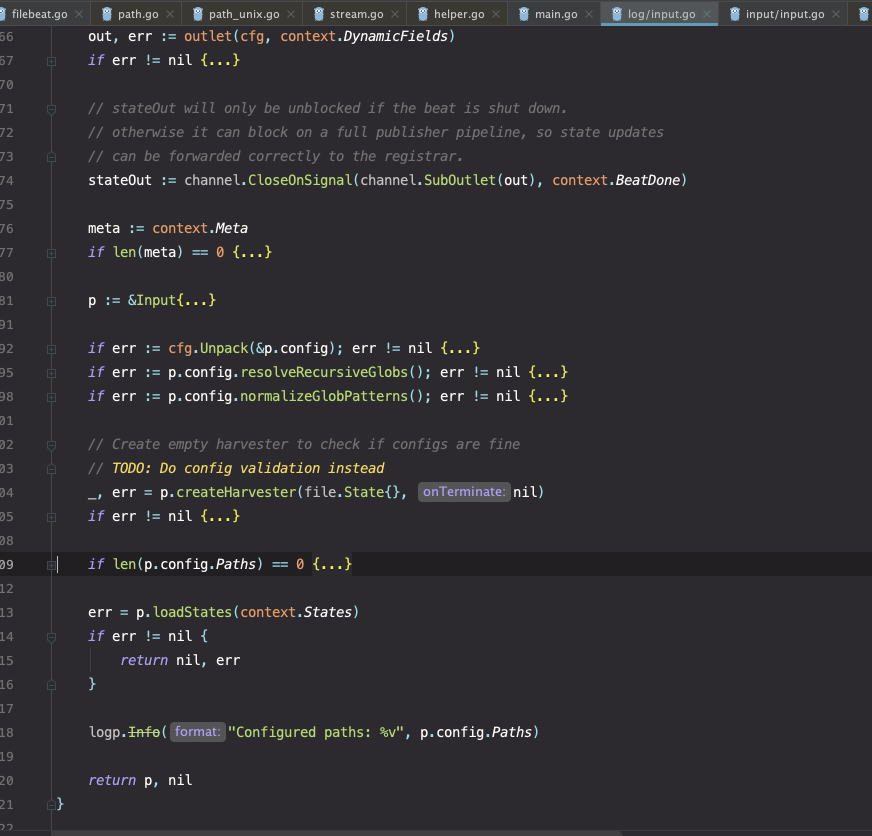 filebeat.go path.go path_unix.go stream.go helper.go main.go log/input.go input/input.go
66 out, err := outlet(cfg, context.DynamicFields)
67 if err != nil {...}
70
71 // stateOut will only be unblocked if the beat is shut down.
72 // otherwise it can block on a full publisher pipeline, so state updates
73 // can be forwarded correctly to the registrar.
74 stateOut := channel.CloseOnSignal(channel.SubOutlet(out), context.BeatDone)
75
76 meta := context.Meta
77 if len(meta) == 0 {...}
80
81 p := &Input{...}
91
92 if err := cfg.Unpack(&p.config); err != nil {...}
95 if err := p.config.resolveRecursiveGlobs(); err != nil {...}
98 if err := p.config.normalizeGlobPatterns(); err != nil {...}
01
02 // Create empty harvester to check if configs are fine
03 // TODO: Do config validation instead
04 _, err = p.createHarvester(file.State{}, onTerminate: nil)
05 if err != nil {...}
08
09 if len(p.config.Paths) == 0 {...}
12
13 err = p.loadStates(context.States)
14 if err != nil {
15 return nil, err
16 }
17
18 logp.Info( format: "Configured paths: %v", p.config.Paths)
19
20 return p, nil
21 }
22